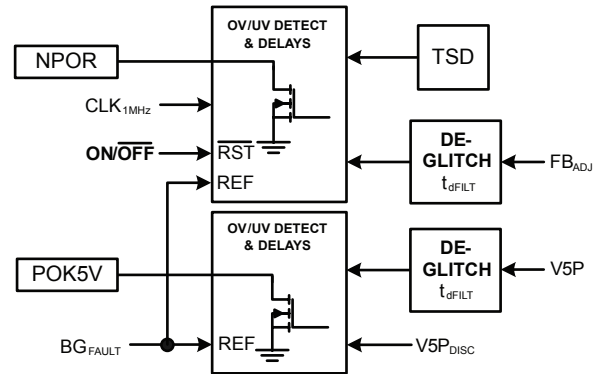 OV/UV DETECT
& DELAYS
NPOR
TSD
CLK1MHz
ON/OFF
RST
REF
DE-
GLITCH
tdFILT
FBADJ
OV/UV DETECT
& DELAYS
POK5V
DE-
GLITCH
tdFILT
V5P
BGFAULT
REF
V5PDISC